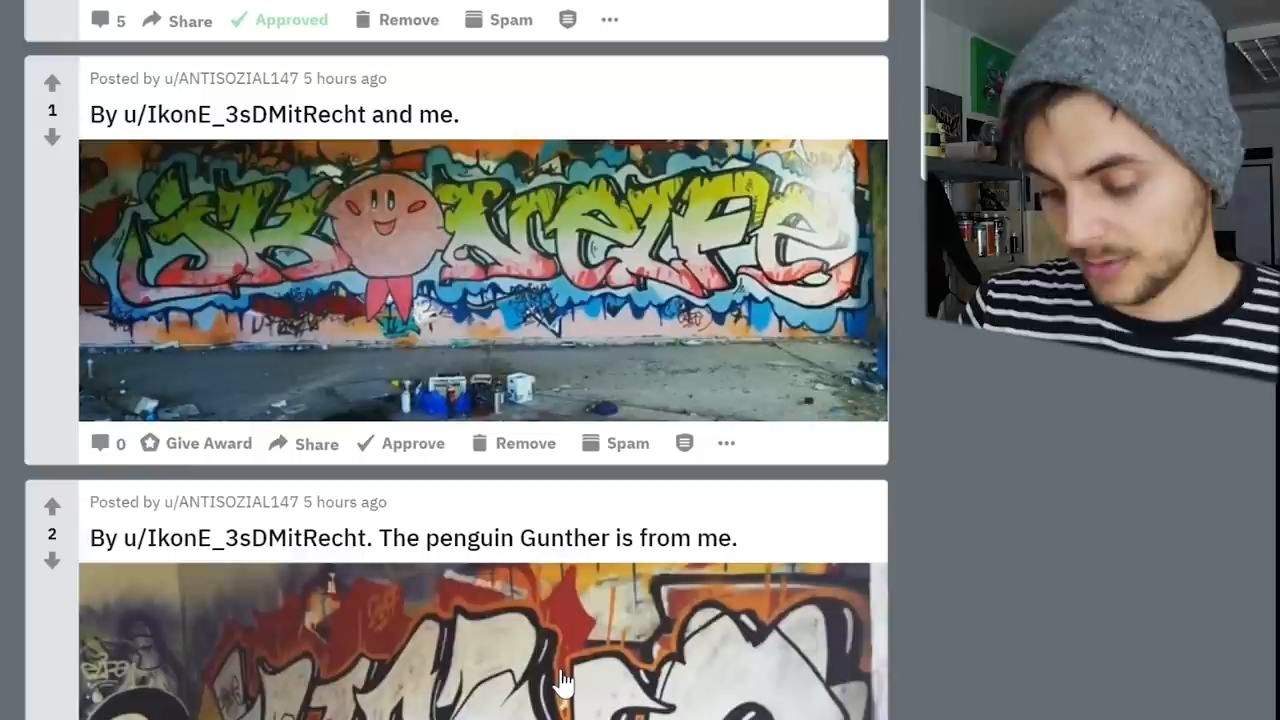 5 Share Approved Remove Spam
Posted by u/ANTISOZIAL147 5 hours ago
1
By u/IkonE_3sDMitRecht and me.
0 Give Award Share Approve Remove Spam
Posted by u/ANTISOZIAL147 5 hours ago
2
By u/IkonE_3sDMitRecht. The penguin Gunther is from me.